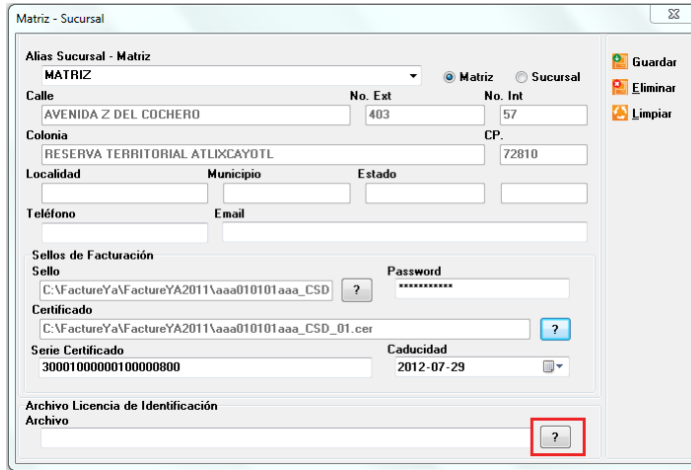 Matriz - Sucursal
Alias Sucursal - Matriz
MATRIZ
Matriz
Sucursal
Guardar
Eliminar
Limpiar
Calle
No. Ext
No. Int
AVENIDA Z DEL COCHERO
403
57
Colonia
CP.
RESERVA TERRITORIAL ATLIXCAYOTL
72810
Localidad
Municipio
Estado
Teléfono
Email
Sellos de Facturación
Sello
Password
C:\FactureYa\FactureYA2011\aaa010101aaa_CSD
?
***********
Certificado
C:\FactureYa\FactureYA2011\aaa010101aaa_CSD_01.cer
?
Serie Certificado
Caducidad
30001000000100000800
2012-07-29
Archivo Licencia de Identificación
Archivo
?